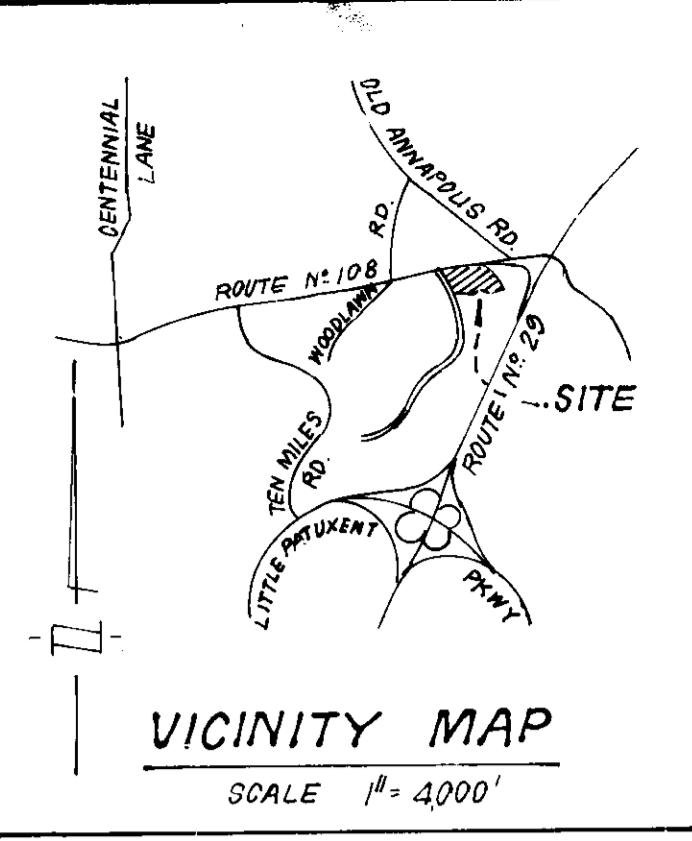 CENTENNIAL
LANE
OLD ANNAPOLIS RD.
RD.
WOODLAWN
ROUTE Nº 108
ROUTE Nº 29
SITE
TEN MILES
RD.
LITTLE PATUXENT
PKWY
N
VICINITY MAP
SCALE 1" = 4,000'